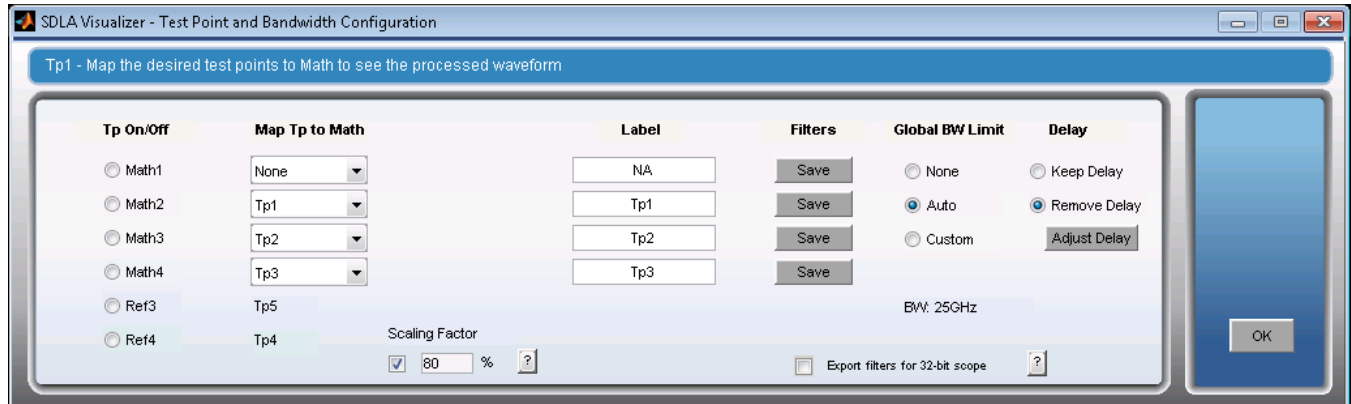 SDLA Visualizer - Test Point and Bandwidth Configuration
Tp1 - Map the desired test points to Math to see the processed waveform
Tp On/Off Map Tp to Math Label Filters Global BW Limit Delay
Math1 None NA Save None Keep Delay
Math2 Tp1 Tp1 Save Auto Remove Delay
Math3 Tp2 Tp2 Save Custom Adjust Delay
Math4 Tp3 Tp3 Save
Ref3 Tp5 BW: 25GHz
Ref4 Tp4 Scaling Factor OK
80 % ? Export filters for 32-bit scope ?